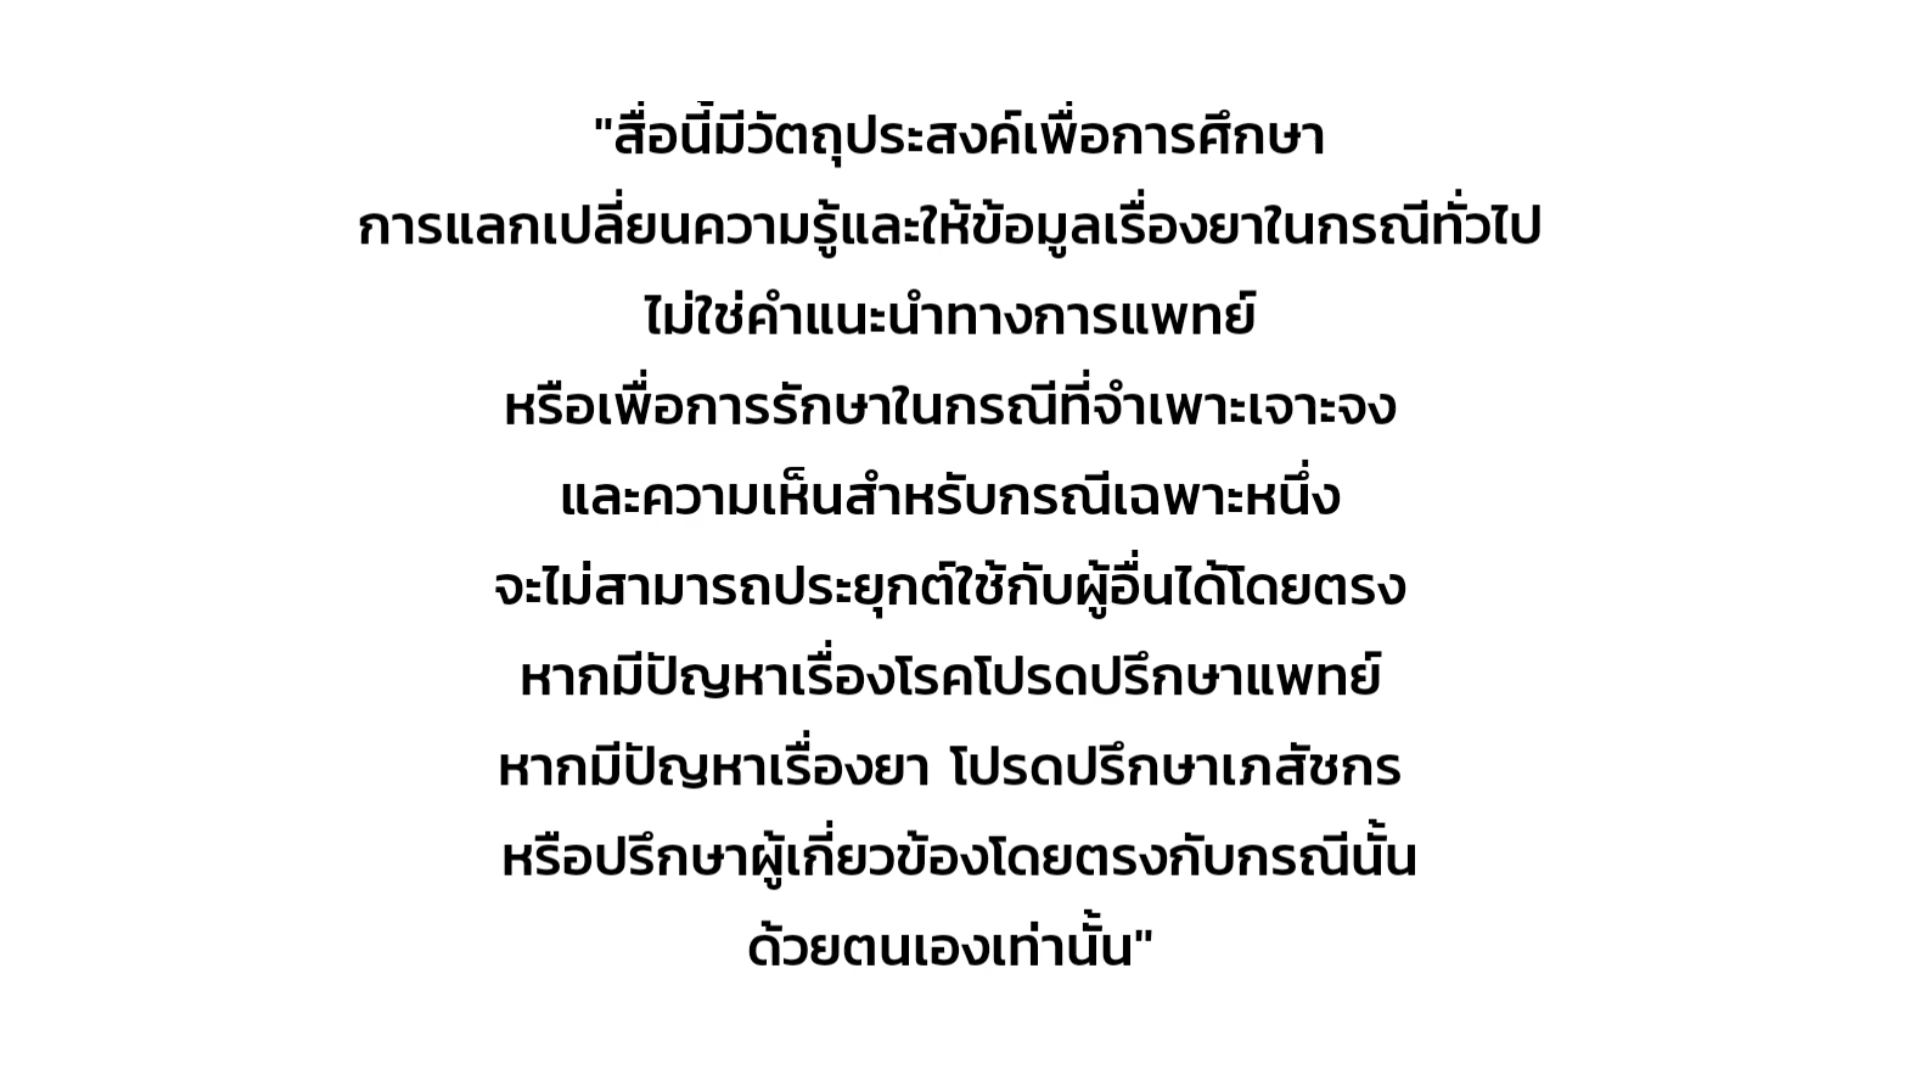 "สื่อนี้มีวัตถุประสงค์เพื่อการศึกษา
การแลกเปลี่ยนความรู้และให้ข้อมูลเรื่องยาในกรณีทั่วไป
ไม่ใช่คำแนะนำทางการแพทย์
หรือเพื่อการรักษาในกรณีที่จำเพาะเจาะจง
และความเห็นสำหรับกรณีเฉพาะหนึ่ง
จะไม่สามารถประยุกต์ใช้กับผู้อื่นได้โดยตรง
หากมีปัญหาเรื่องโรคโปรดปรึกษาแพทย์
หากมีปัญหาเรื่องยา โปรดปรึกษาเภสัชกร
หรือปรึกษาผู้เกี่ยวข้องโดยตรงกับกรณีนั้น
ด้วยตนเองเท่านั้น"